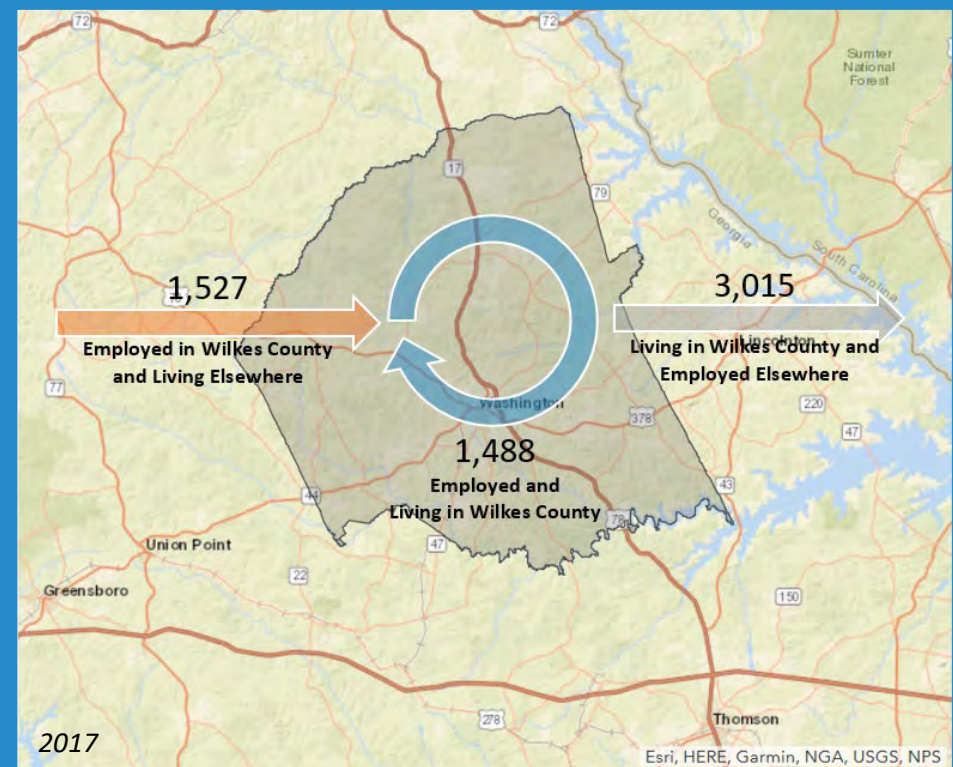 72
72
Sumter
National
Forest
17
79
Georgia
South Carolina
1,527
78
3,015
Employed in Wilkes County
and Living Elsewhere
Lincolnton
Living in Wilkes County and
Employed Elsewhere
77
220
Washington
378
47
1,488
Employed and
Living in Wilkes County
44
43
78
47
Union Point
22
Greensboro
150
278
Thomson
2017
Esri, HERE, Garmin, NGA, USGS, NPS